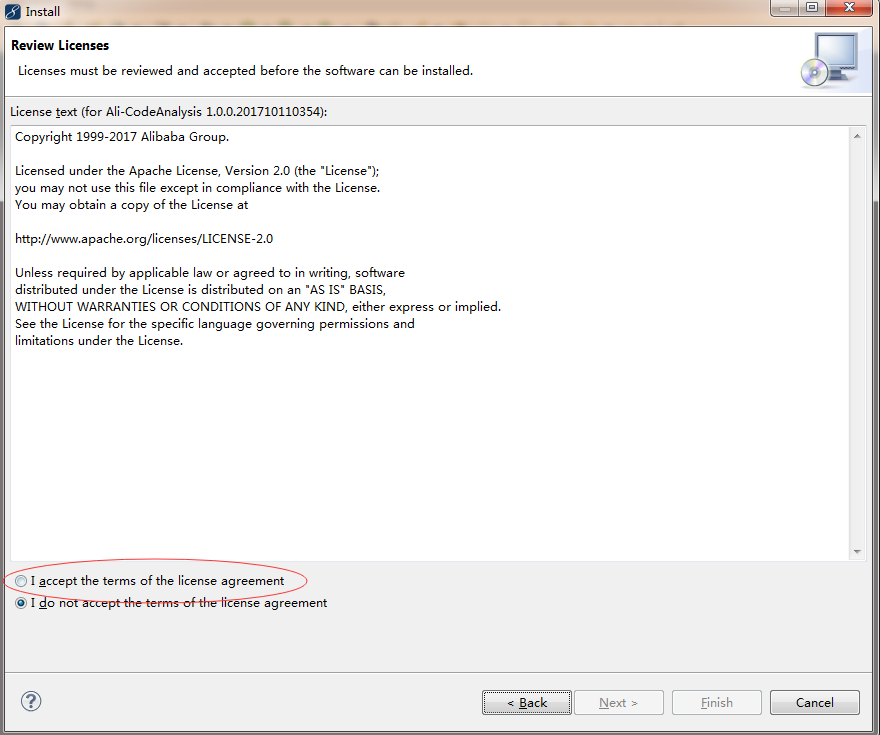 Install
Review Licenses
Licenses must be reviewed and accepted before the software can be installed.
License text (for Ali-CodeAnalysis 1.0.0.201710110354):
Copyright 1999-2017 Alibaba Group.
Licensed under the Apache License, Version 2.0 (the "License");
you may not use this file except in compliance with the License.
You may obtain a copy of the License at
http://www.apache.org/licenses/LICENSE-2.0
Unless required by applicable law or agreed to in writing, software
distributed under the License is distributed on an "AS IS" BASIS,
WITHOUT WARRANTIES OR CONDITIONS OF ANY KIND, either express or implied.
See the License for the specific language governing permissions and
limitations under the License.
I accept the terms of the license agreement
I do not accept the terms of the license agreement
?
< Back Next > Finish Cancel